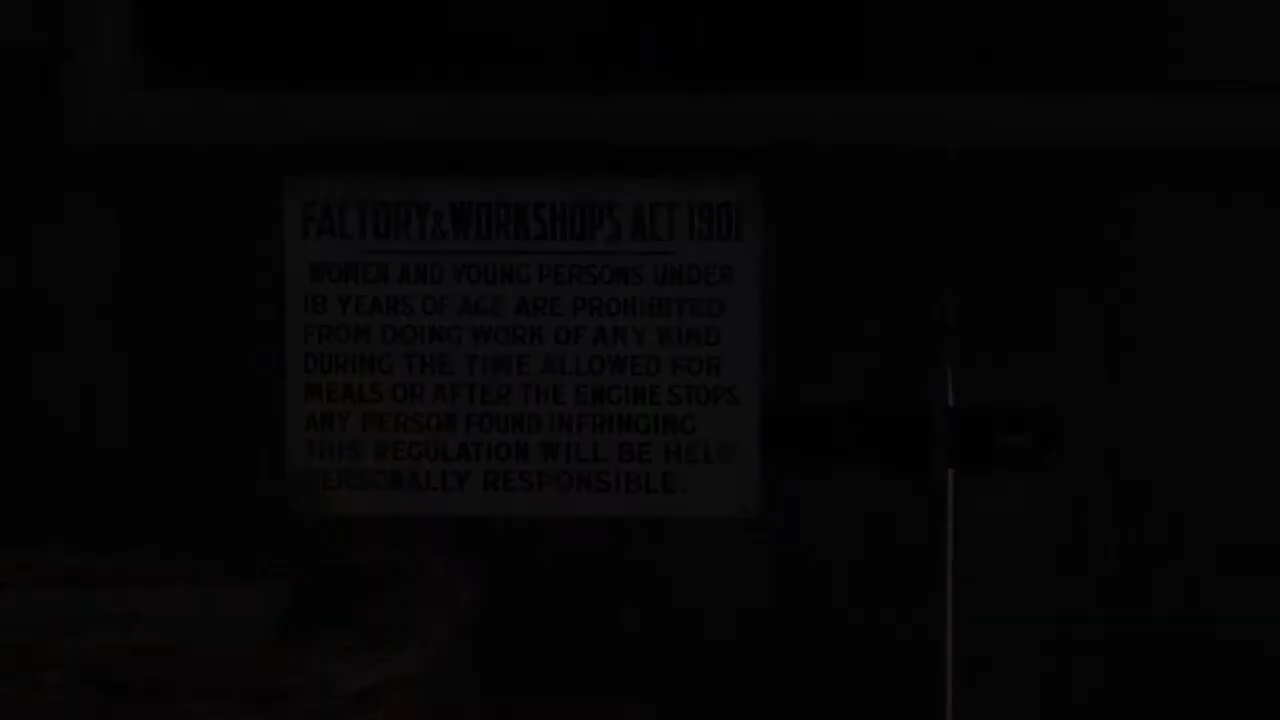 FACTORY & WORKSHOPS ACT 1901
WOMEN AND YOUNG PERSONS UNDER
18 YEARS OF AGE ARE PROHIBITED
FROM DOING WORK OF ANY KIND
DURING THE TIME ALLOWED FOR
MEALS OR AFTER THE ENGINE STOPS
ANY PERSON FOUND INFRINGING
THIS REGULATION WILL BE HELD
PERSONALLY RESPONSIBLE.